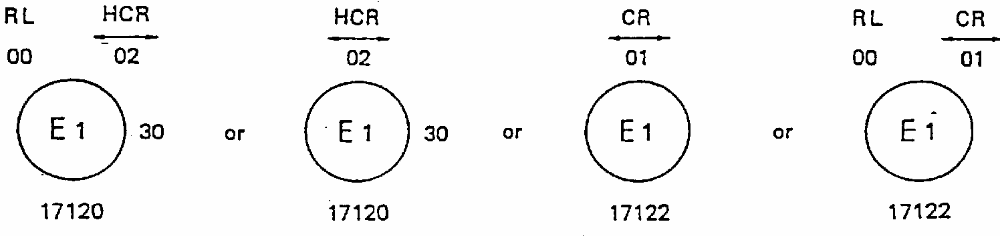 RL HCR HCR CR RL CR
00 02 02 01 00 01
E1 30 or E1 30 or E1 or E1
17120 17120 17122 17122